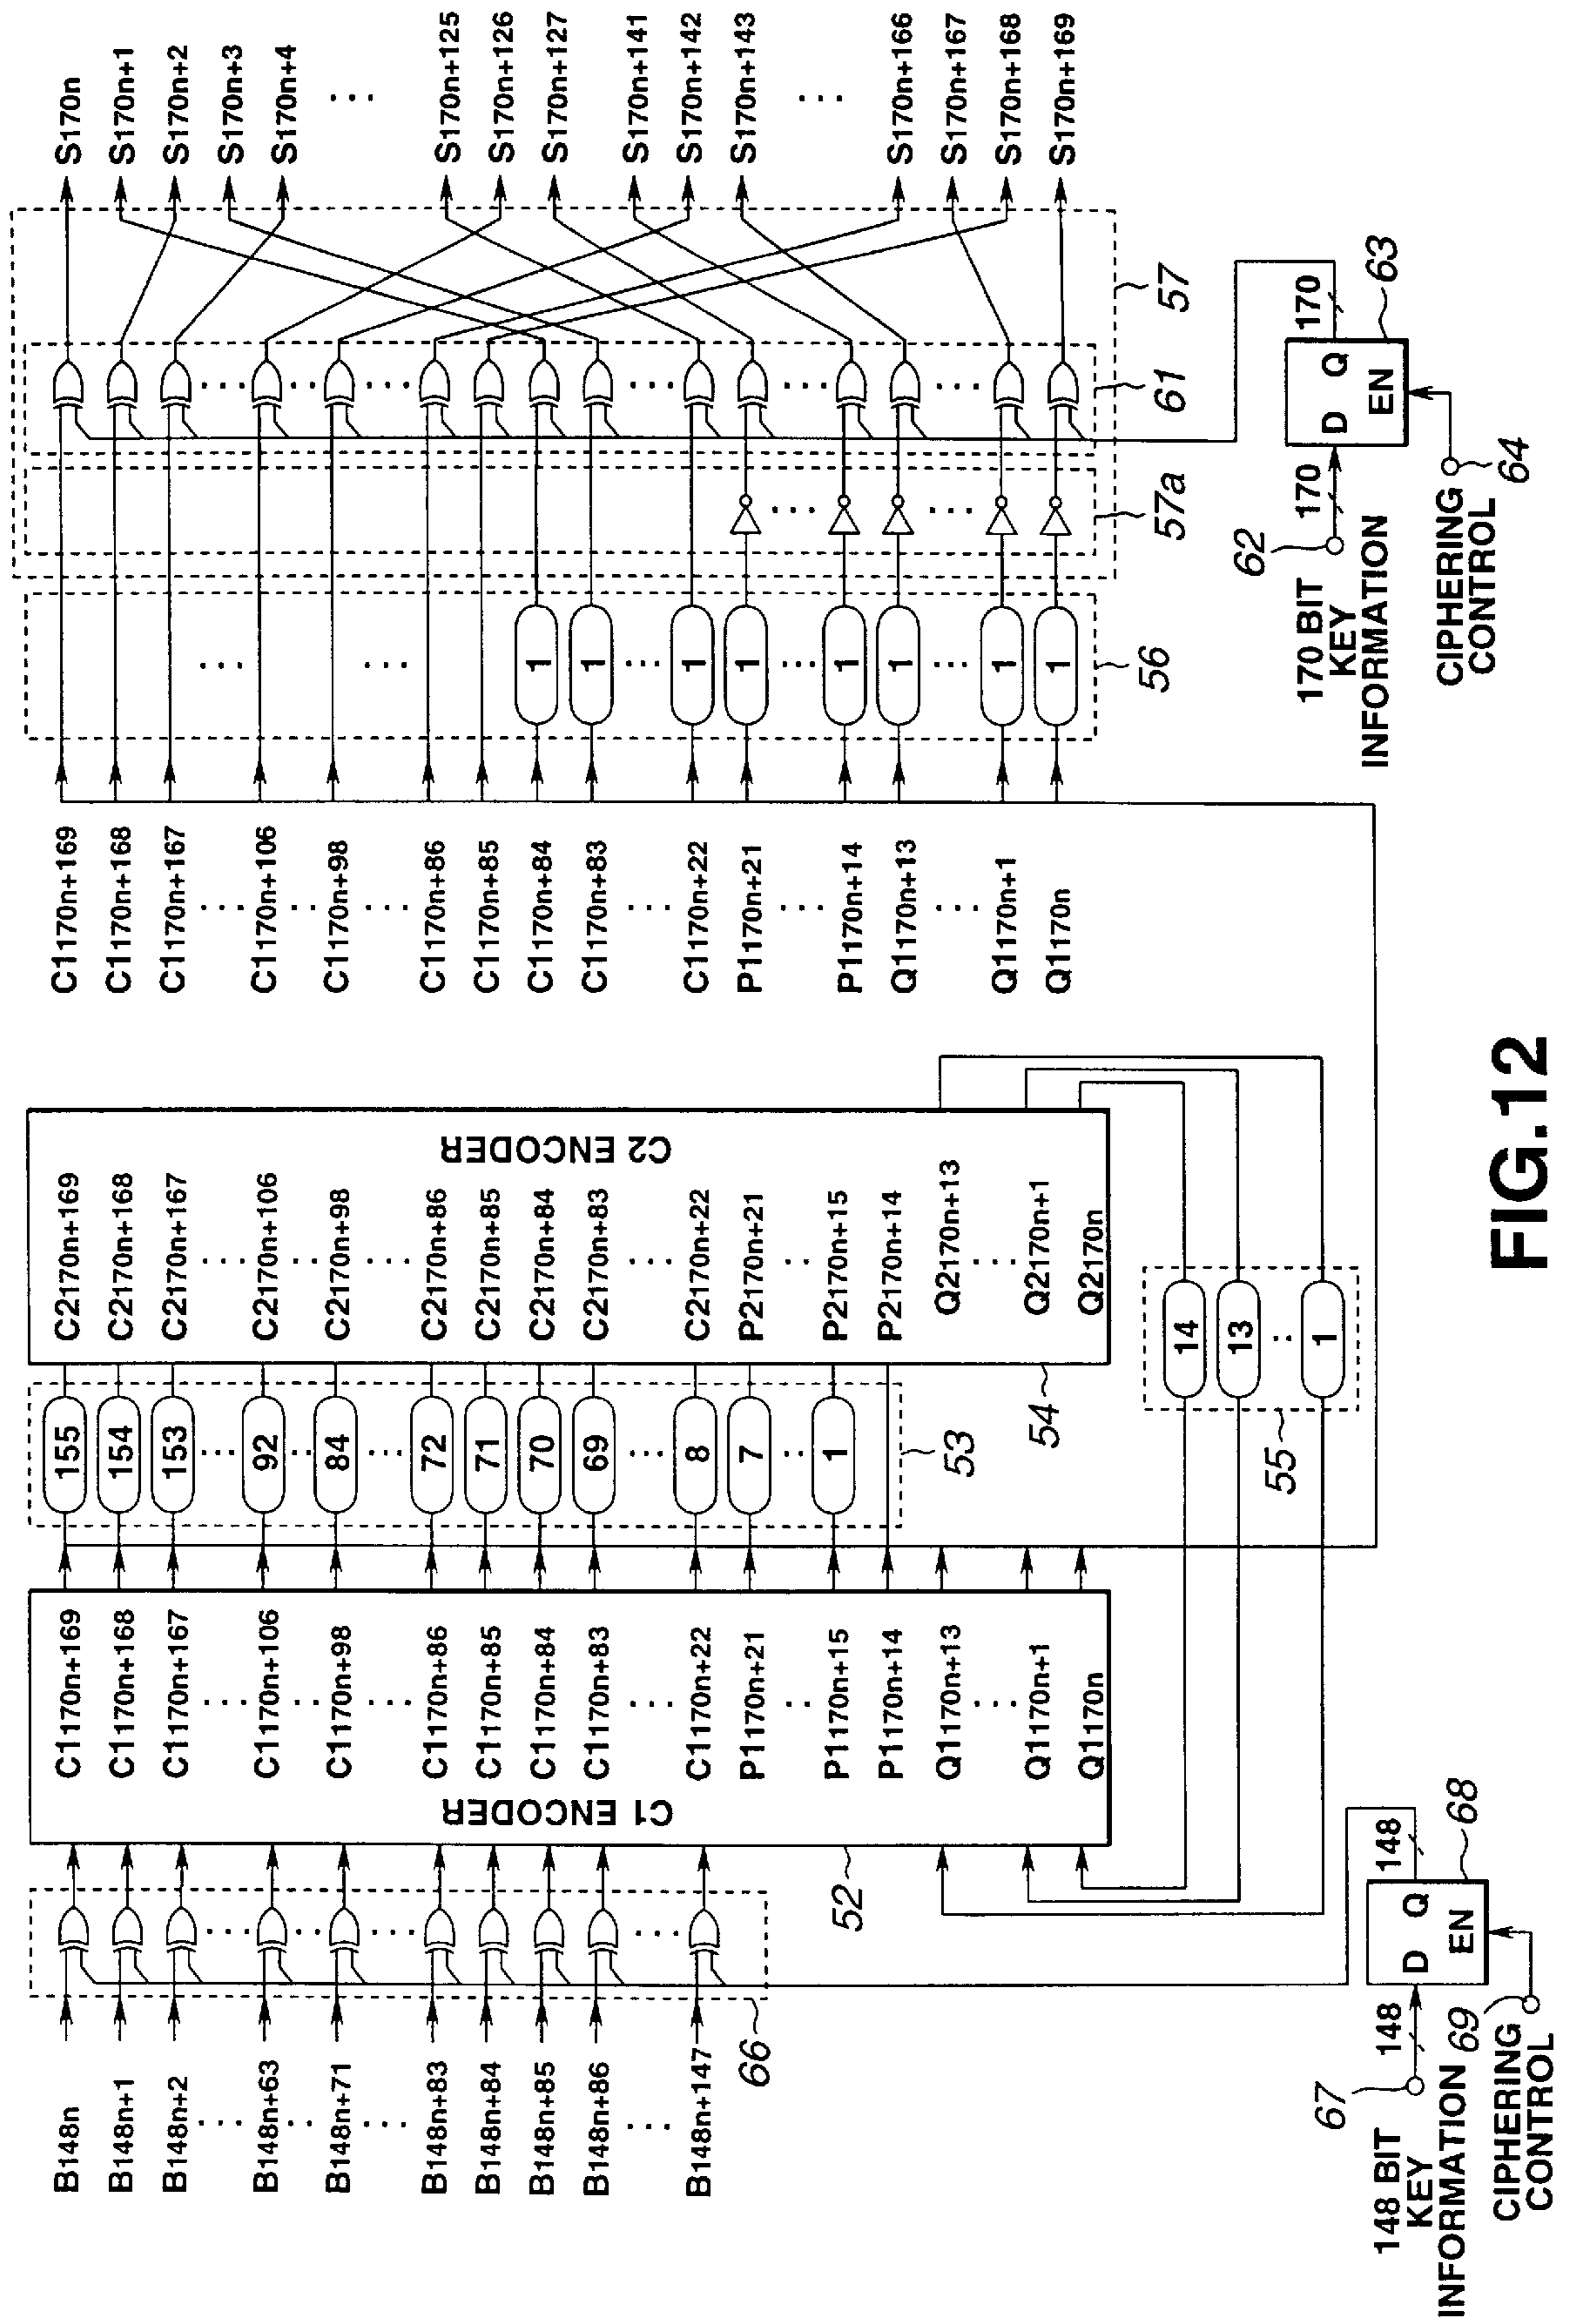 B148n
B148n+1
B148n+2
...
B148n+63
..
B148n+71
...
B148n+83
B148n+84
B148n+85
B148n+86
...
B148n+147
66
67
148 BIT
KEY
INFORMATION
148
D Q
EN
148
68
69
CIPHERING
CONTROL
C1 ENCODER
C1170n+169
C1170n+168
C1170n+167
...
C1170n+106
..
C1170n+98
...
C1170n+86
C1170n+85
C1170n+84
C1170n+83
...
C1170n+22
P1170n+21
..
P1170n+15
P1170n+14
Q1170n+13
...
Q1170n+1
Q1170n
52
155
154
153
...
92
..
84
...
72
71
70
69
...
8
7
..
1
53
C2 ENCODER
C2170n+169
C2170n+168
C2170n+167
...
C2170n+106
..
C2170n+98
...
C2170n+86
C2170n+85
C2170n+84
C2170n+83
...
C2170n+22
P2170n+21
..
P2170n+15
P2170n+14
Q2170n+13
...
Q2170n+1
Q2170n
54
14
13
..
1
55
C1170n+169
C1170n+168
C1170n+167
...
C1170n+106
..
C1170n+98
...
C1170n+86
C1170n+85
C1170n+84
C1170n+83
...
C1170n+22
P1170n+21
...
P1170n+14
Q1170n+13
...
Q1170n+1
Q1170n
...
...
1
1
...
1
1
...
1
1
...
1
1
56
57a
61
57
62
170 BIT
KEY
INFORMATION
170
D Q
EN
170
63
64
CIPHERING
CONTROL
S170n
S170n+1
S170n+2
S170n+3
S170n+4
...
S170n+125
S170n+126
S170n+127
S170n+141
S170n+142
S170n+143
...
S170n+166
S170n+167
S170n+168
S170n+169
FIG.12